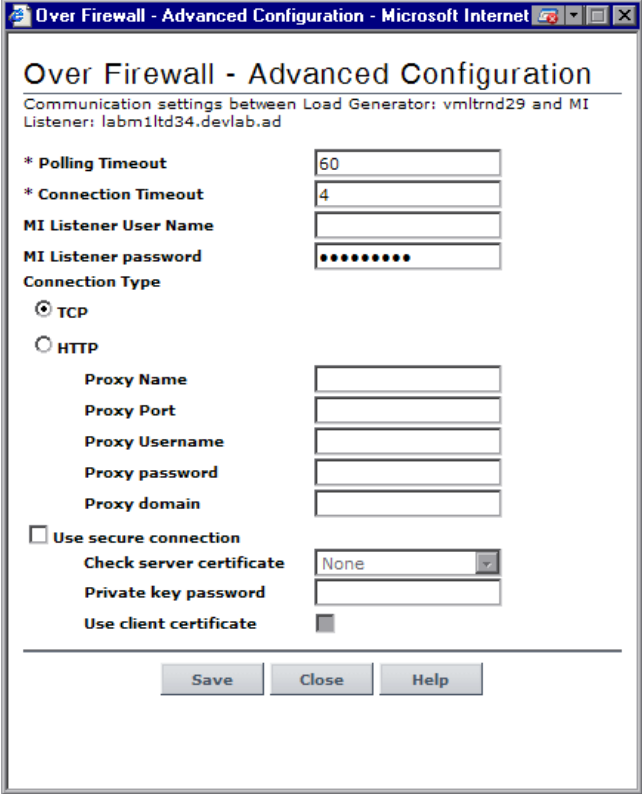 Over Firewall - Advanced Configuration - Microsoft Internet
Over Firewall - Advanced Configuration
Communication settings between Load Generator: vmltrnd29 and MI
Listener: labm1ltd34.devlab.ad
* Polling Timeout 60
* Connection Timeout 4
MI Listener User Name
MI Listener password •••••••••
Connection Type
TCP
HTTP
Proxy Name
Proxy Port
Proxy Username
Proxy password
Proxy domain
Use secure connection
Check server certificate None
Private key password
Use client certificate
Save Close Help